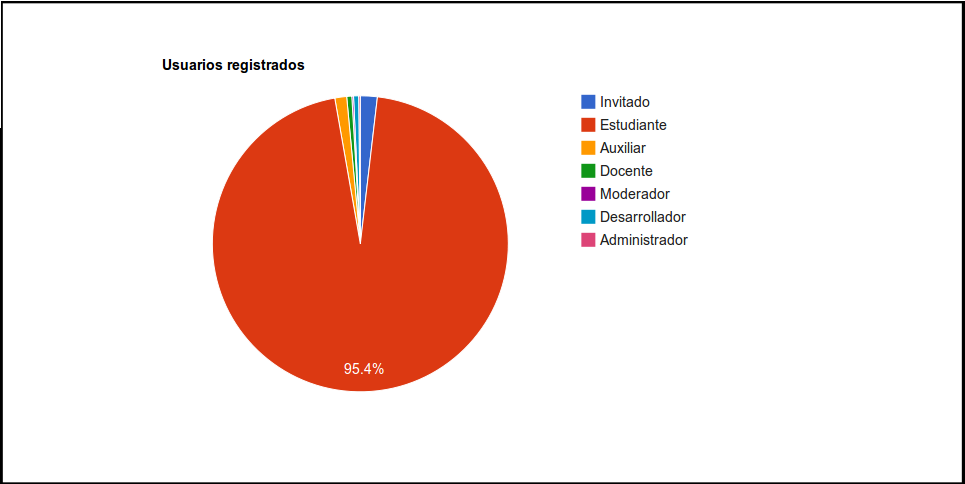 Usuarios registrados
Invitado
Estudiante
Auxiliar
Docente
Moderador
Desarrollador
Administrador
95.4%